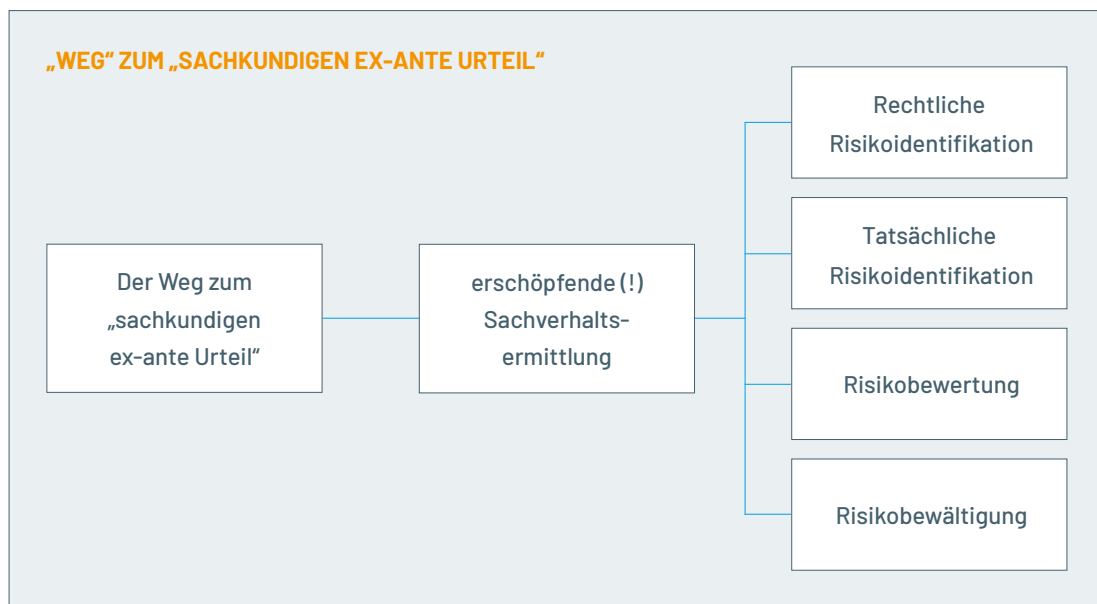 „WEG“ ZUM „SACHKUNDIGEN EX-ANTE URTEIL“
Der Weg zum
„sachkundigen
ex-ante Urteil“
erschöpfende (!)
Sachverhalts-
ermittlung
Rechtliche
Risikoidentifikation
Tatsächliche
Risikoidentifikation
Risikobewertung
Risikobewältigung